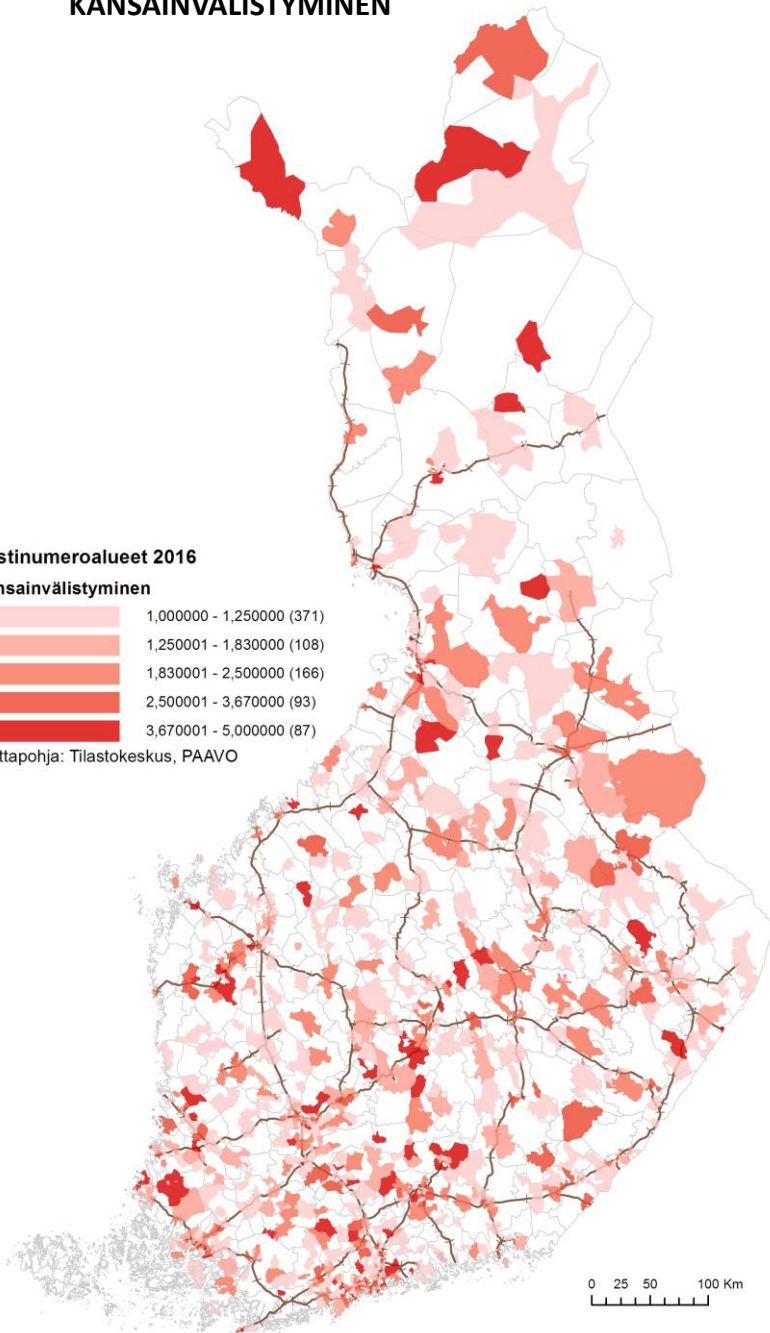 KANSAINVÄLISTYMINEN
stinumeroalueet 2016
nsainvälistyminen
1,000000 - 1,250000 (371)
1,250001 - 1,830000 (108)
1,830001 - 2,500000 (166)
2,500001 - 3,670000 (93)
3,670001 - 5,000000 (87)
ttapohja: Tilastokeskus, PAAVO
0 25 50 100 Km